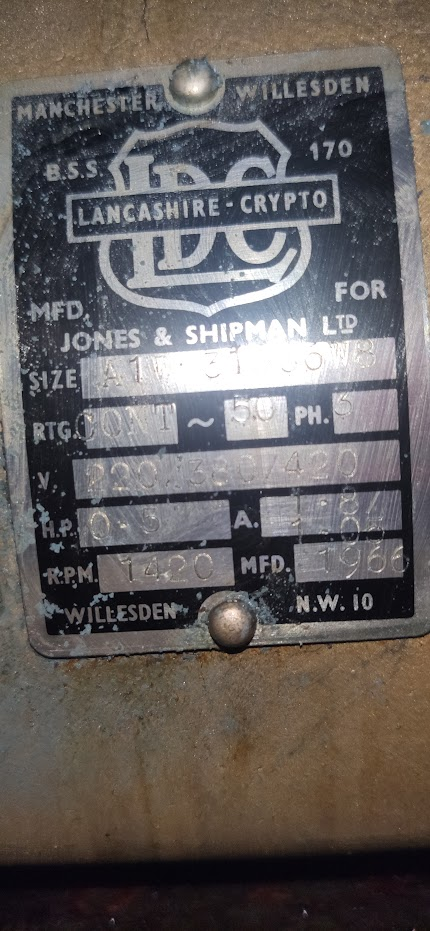 MANCHESTER WILLESDEN
B.S.S 170
LDC
LANCASHIRE-CRYPTO
MFD. FOR
JONES & SHIPMAN LTD
SIZE
RTG. CONT ~ 50 PH. 3
V. 220/380/420
H.P. 0.5 A.
R.P.M. 1420 MFD. 1966
WILLESDEN N.W. 10